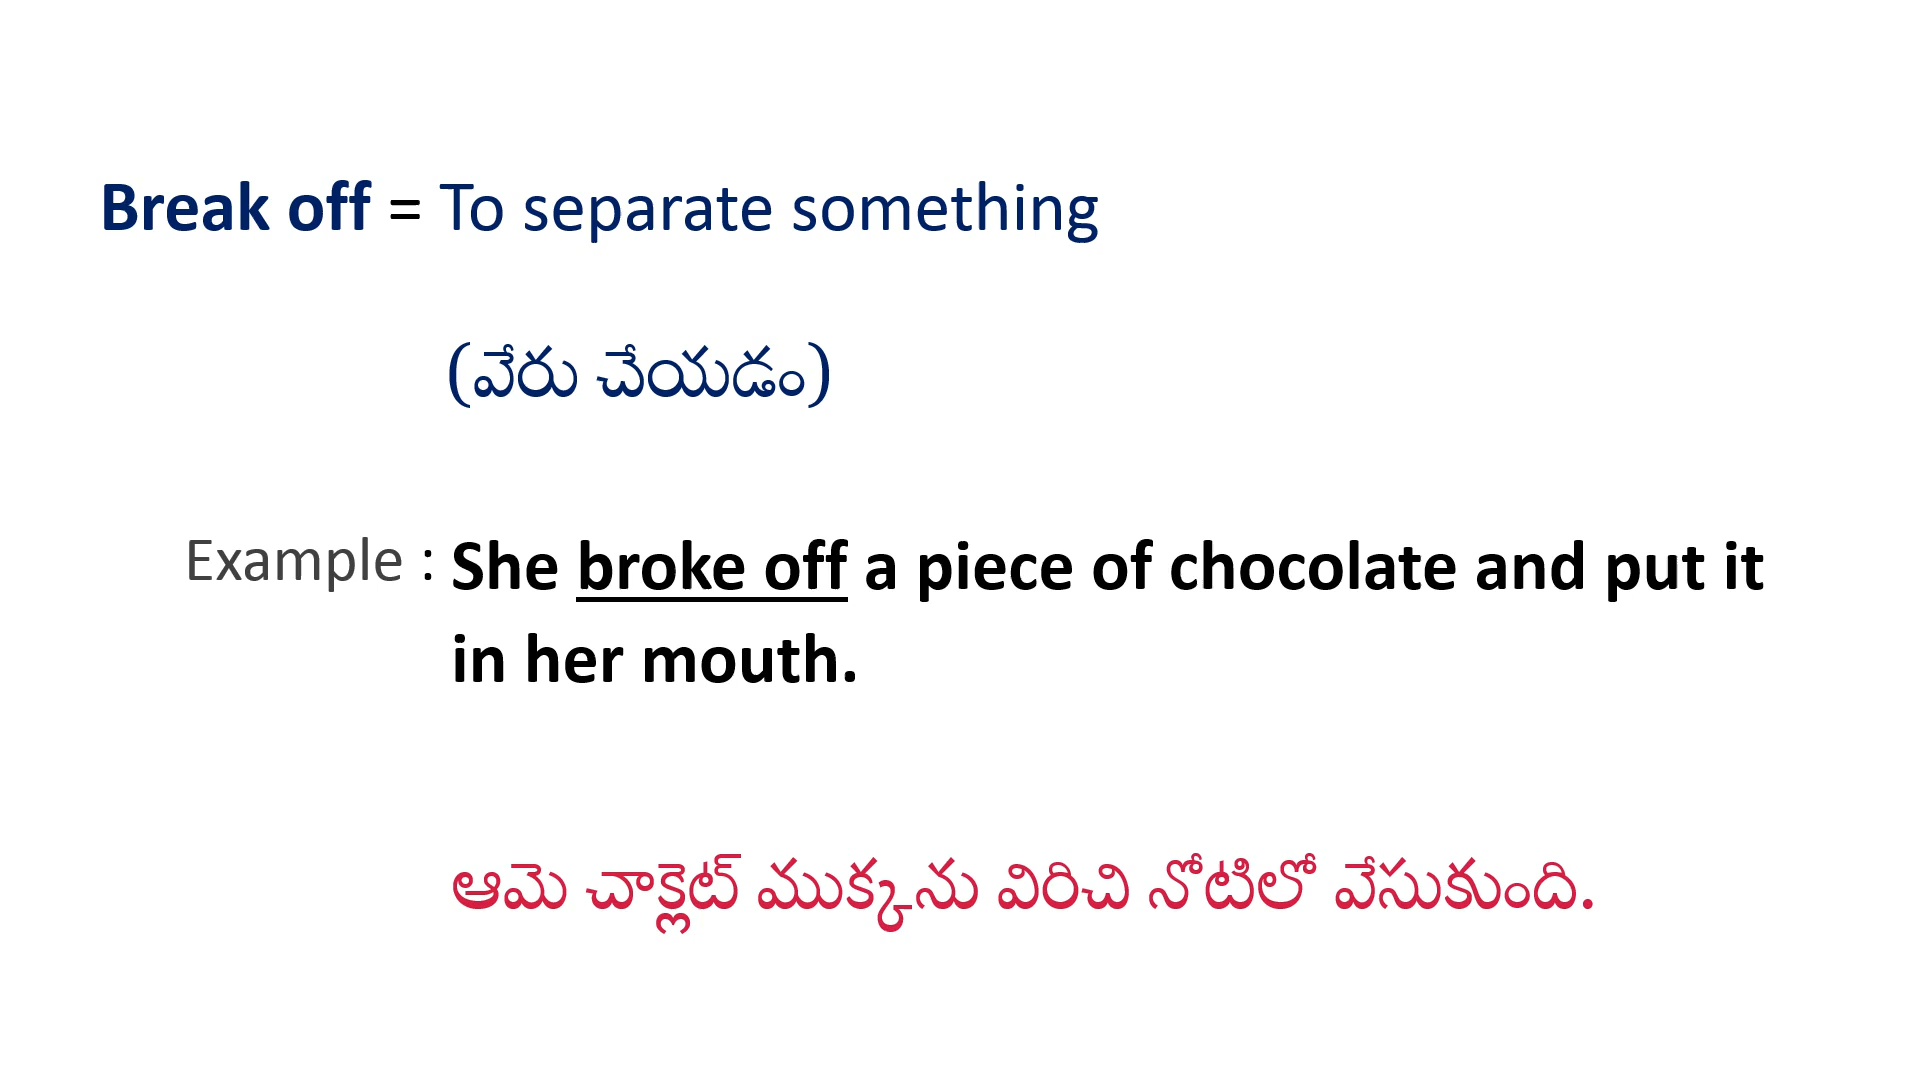 Break off = To separate something
(వేరు చేయడం)
Example : She broke off a piece of chocolate and put it
in her mouth.
ఆమె చాక్లెట్ ముక్కను విరిచి నోటిలో వేసుకుంది.